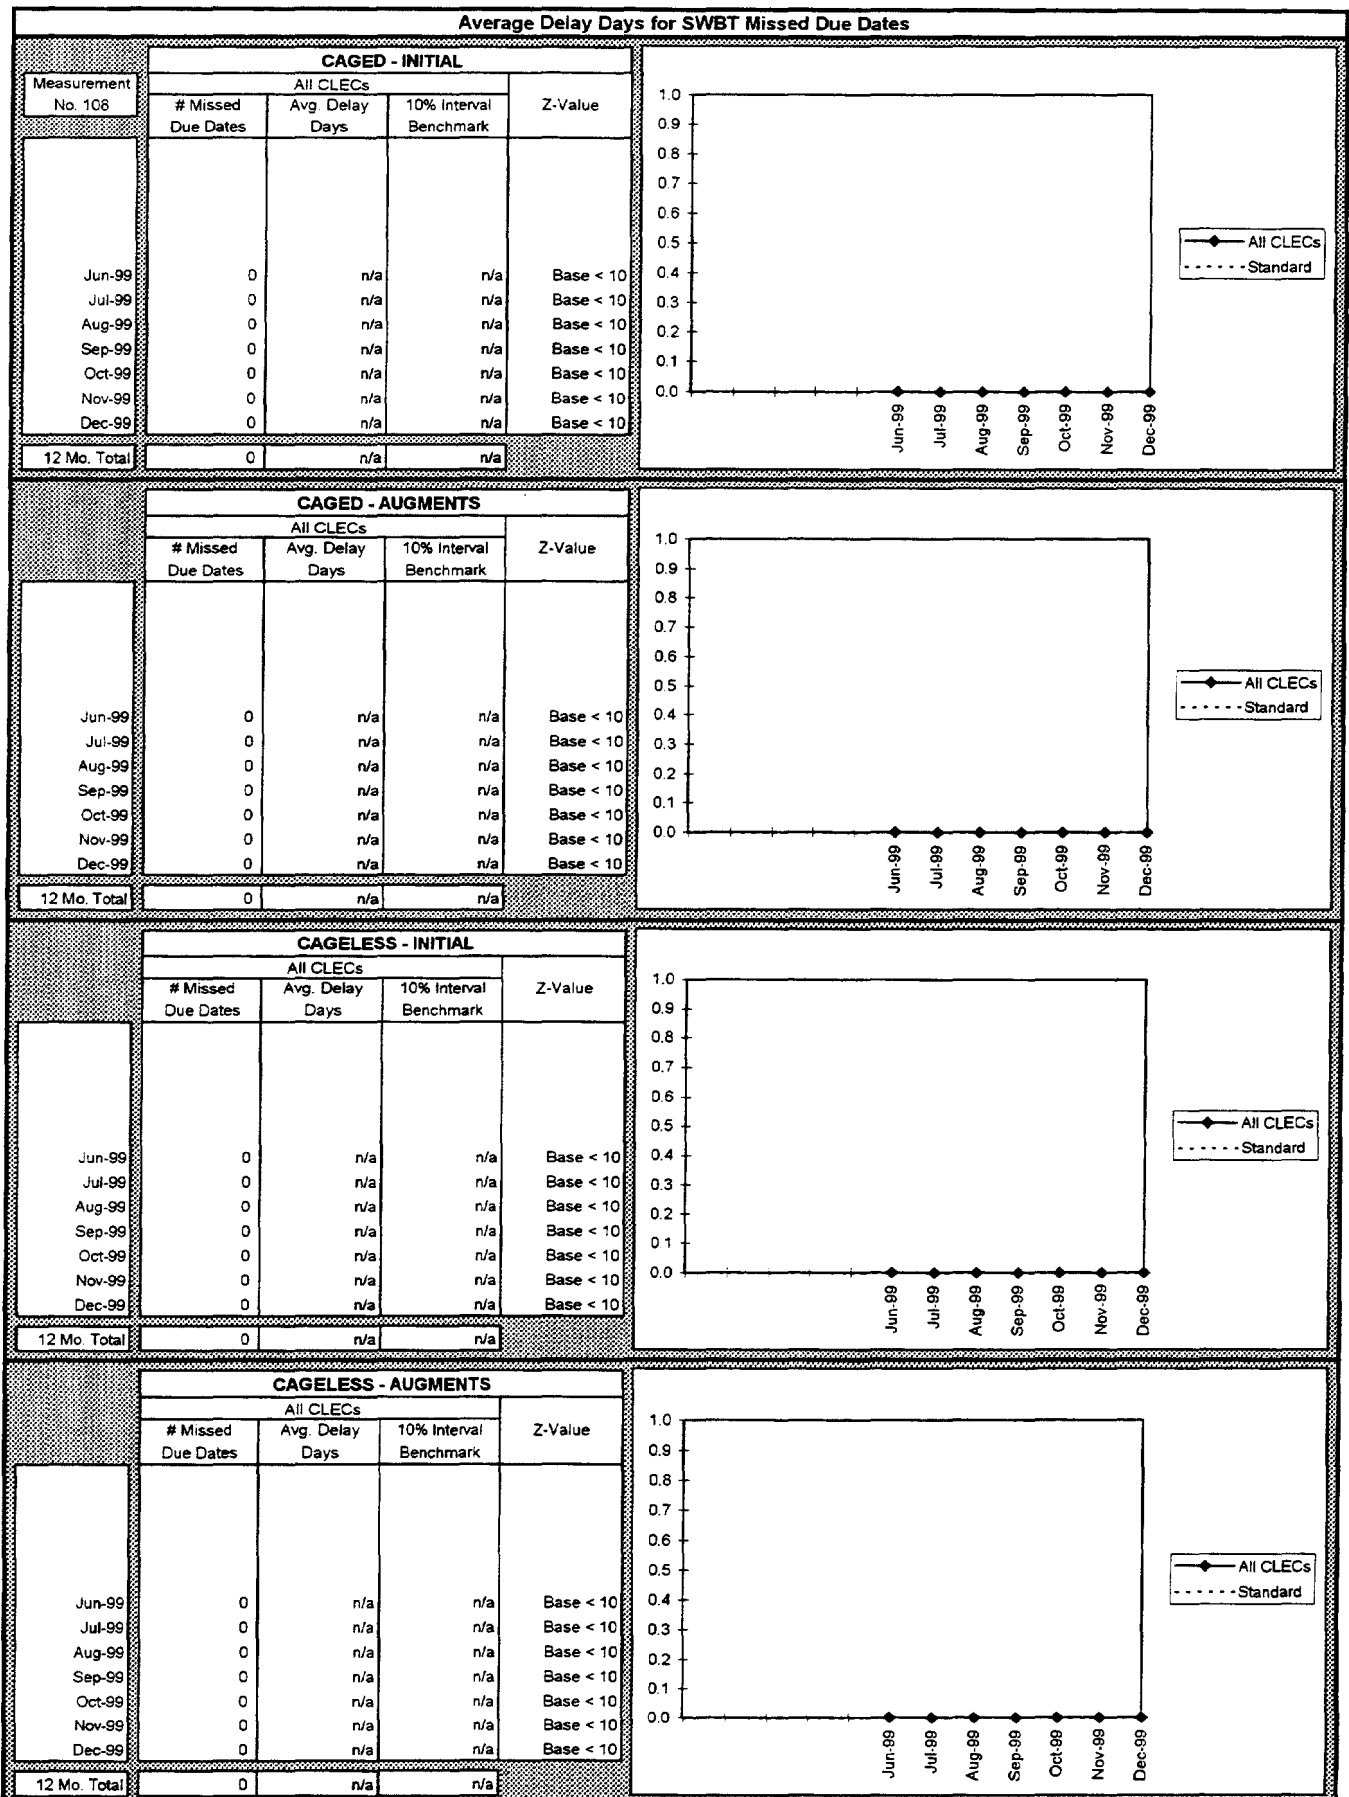 Average Delay Days for SWBT Missed Due Dates
CAGED - INITIAL
Measurement No. 108
All CLECs
# Missed Due Dates Avg. Delay Days 10% Interval Benchmark Z-Value
Jun-99 0 n/a n/a Base < 10
Jul-99 0 n/a n/a Base < 10
Aug-99 0 n/a n/a Base < 10
Sep-99 0 n/a n/a Base < 10
Oct-99 0 n/a n/a Base < 10
Nov-99 0 n/a n/a Base < 10
Dec-99 0 n/a n/a Base < 10
12 Mo. Total 0 n/a n/a
1.0
0.9
0.8
0.7
0.6
0.5
0.4
0.3
0.2
0.1
0.0
Jun-99 Jul-99 Aug-99 Sep-99 Oct-99 Nov-99 Dec-99
All CLECs
Standard
CAGED - AUGMENTS
All CLECs
# Missed Due Dates Avg. Delay Days 10% Interval Benchmark Z-Value
Jun-99 0 n/a n/a Base < 10
Jul-99 0 n/a n/a Base < 10
Aug-99 0 n/a n/a Base < 10
Sep-99 0 n/a n/a Base < 10
Oct-99 0 n/a n/a Base < 10
Nov-99 0 n/a n/a Base < 10
Dec-99 0 n/a n/a Base < 10
12 Mo. Total 0 n/a n/a
1.0
0.9
0.8
0.7
0.6
0.5
0.4
0.3
0.2
0.1
0.0
Jun-99 Jul-99 Aug-99 Sep-99 Oct-99 Nov-99 Dec-99
All CLECs
Standard
CAGELESS - INITIAL
All CLECs
# Missed Due Dates Avg. Delay Days 10% Interval Benchmark Z-Value
Jun-99 0 n/a n/a Base < 10
Jul-99 0 n/a n/a Base < 10
Aug-99 0 n/a n/a Base < 10
Sep-99 0 n/a n/a Base < 10
Oct-99 0 n/a n/a Base < 10
Nov-99 0 n/a n/a Base < 10
Dec-99 0 n/a n/a Base < 10
12 Mo. Total 0 n/a n/a
1.0
0.9
0.8
0.7
0.6
0.5
0.4
0.3
0.2
0.1
0.0
Jun-99 Jul-99 Aug-99 Sep-99 Oct-99 Nov-99 Dec-99
All CLECs
Standard
CAGELESS - AUGMENTS
All CLECs
# Missed Due Dates Avg. Delay Days 10% Interval Benchmark Z-Value
Jun-99 0 n/a n/a Base < 10
Jul-99 0 n/a n/a Base < 10
Aug-99 0 n/a n/a Base < 10
Sep-99 0 n/a n/a Base < 10
Oct-99 0 n/a n/a Base < 10
Nov-99 0 n/a n/a Base < 10
Dec-99 0 n/a n/a Base < 10
12 Mo. Total 0 n/a n/a
1.0
0.9
0.8
0.7
0.6
0.5
0.4
0.3
0.2
0.1
0.0
Jun-99 Jul-99 Aug-99 Sep-99 Oct-99 Nov-99 Dec-99
All CLECs
Standard